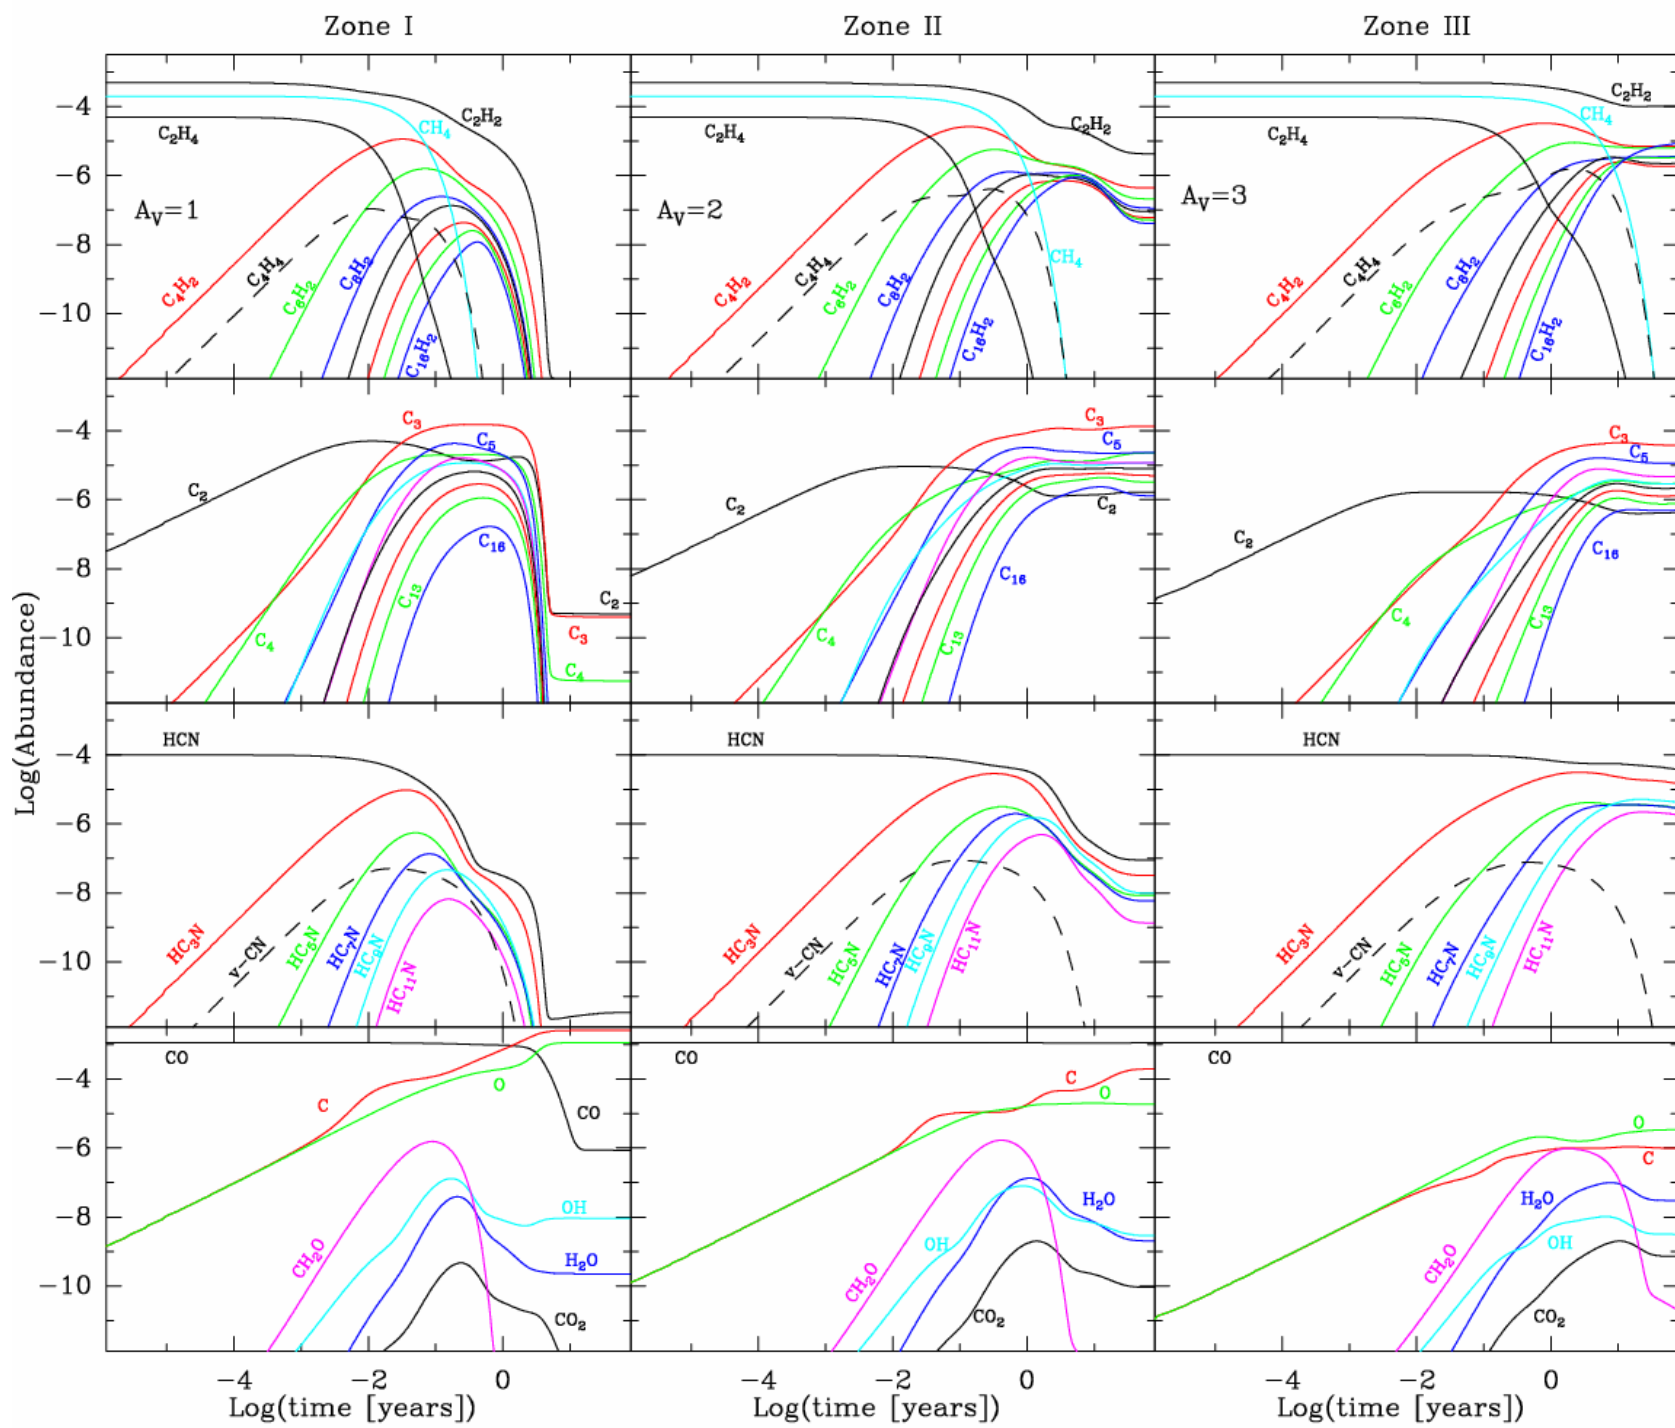 Zone I Zone II Zone III
C₂H₂
CH₄
C₂H₄
A_V=1
C₄H₂
C₄H₄
C₆H₂
C₈H₂
C₁₆H₂
C₂H₂
C₂H₄
A_V=2
C₄H₂
C₄H₄
C₆H₂
C₈H₂
C₁₆H₂
CH₄
C₂H₂
CH₄
C₂H₄
A_V=3
C₄H₂
C₄H₄
C₆H₂
C₈H₂
C₁₆H₂
−4
−6
−8
−10
C₃
C₅
C₂
C₁₆
C₁₃
C₄
C₂
C₃
C₄
C₃
C₅
C₂
C₂
C₁₆
C₄
C₁₃
C₃
C₅
C₂
C₁₆
C₄
C₁₃
−4
−6
−8
−10
Log(Abundance)
HCN
HC₃N
v−CN
HC₅N
HC₇N
HC₉N
HC₁₁N
HCN
HC₃N
v−CN
HC₅N
HC₇N
HC₉N
HC₁₁N
HCN
HC₃N
v−CN
HC₅N
HC₇N
HC₉N
HC₁₁N
−4
−6
−8
−10
CO
C
O
CO
OH
CH₂O
H₂O
CO₂
CO
C
O
H₂O
OH
CH₂O
CO₂
CO
O
C
H₂O
OH
CH₂O
CO₂
−4
−6
−8
−10
−4 −2 0 −4 −2 0 −4 −2 0
Log(time [years]) Log(time [years]) Log(time [years])